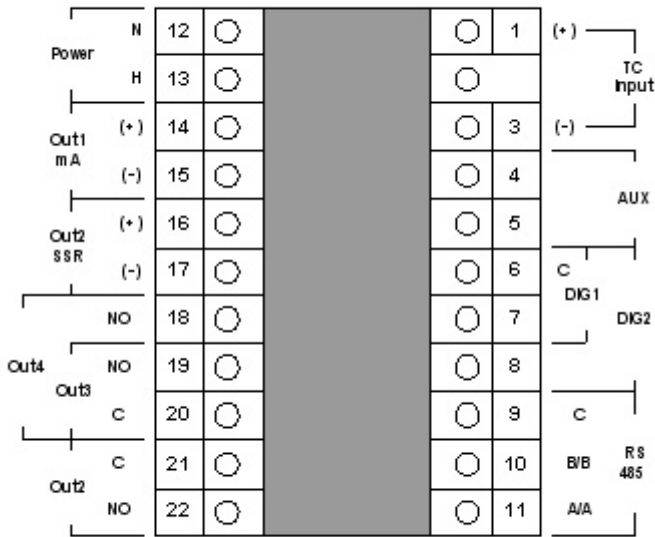 N 12 1 (+)
Power
TC
Input
H 13
(+) 14 3 (-)
Out1
mA
(-) 15 4
AUX
(+) 16 5
Out2
SSR
(-) 17 6 C
DIG1
NO 18 7
DIG2
Out4
NO 19 8
Out3
C 20 9 C
C 21 10 B/B
RS
485
Out2
NO 22 11 A/A